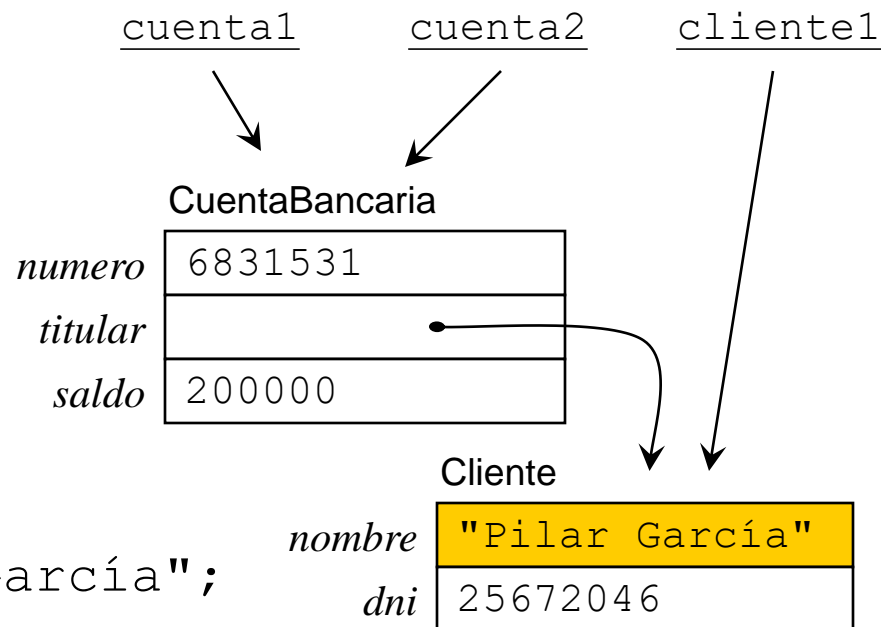 cuenta1 cuenta2 cliente1
CuentaBancaria
numero 6831531
titular
saldo 200000
Cliente
nombre "Pilar García"
arcía";
dni 25672046